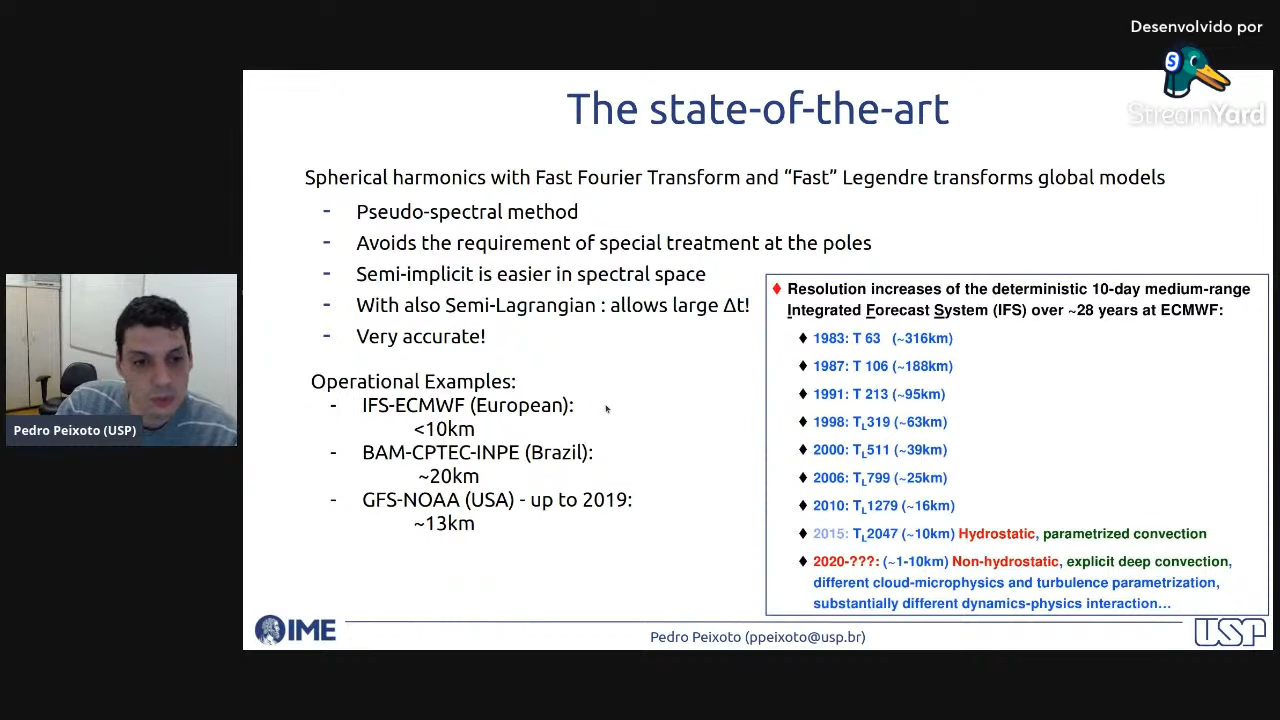 Desenvolvido por
S
StreamYard
The state-of-the-art
Spherical harmonics with Fast Fourier Transform and “Fast” Legendre transforms global models
- Pseudo-spectral method
- Avoids the requirement of special treatment at the poles
- Semi-implicit is easier in spectral space
- With also Semi-Lagrangian : allows large Δt!
- Very accurate!
Operational Examples:
- IFS-ECMWF (European):
<10km
- BAM-CPTEC-INPE (Brazil):
~20km
- GFS-NOAA (USA) - up to 2019:
~13km
♦ Resolution increases of the deterministic 10-day medium-range
Integrated Forecast System (IFS) over ~28 years at ECMWF:
♦ 1983: T 63 (~316km)
♦ 1987: T 106 (~188km)
♦ 1991: T 213 (~95km)
♦ 1998: TL319 (~63km)
♦ 2000: TL511 (~39km)
♦ 2006: TL799 (~25km)
♦ 2010: TL1279 (~16km)
♦ 2015: TL2047 (~10km) Hydrostatic, parametrized convection
♦ 2020-???: (~1-10km) Non-hydrostatic, explicit deep convection,
different cloud-microphysics and turbulence parametrization,
substantially different dynamics-physics interaction…
Pedro Peixoto (USP)
IME
Pedro Peixoto (ppeixoto@usp.br)
USP